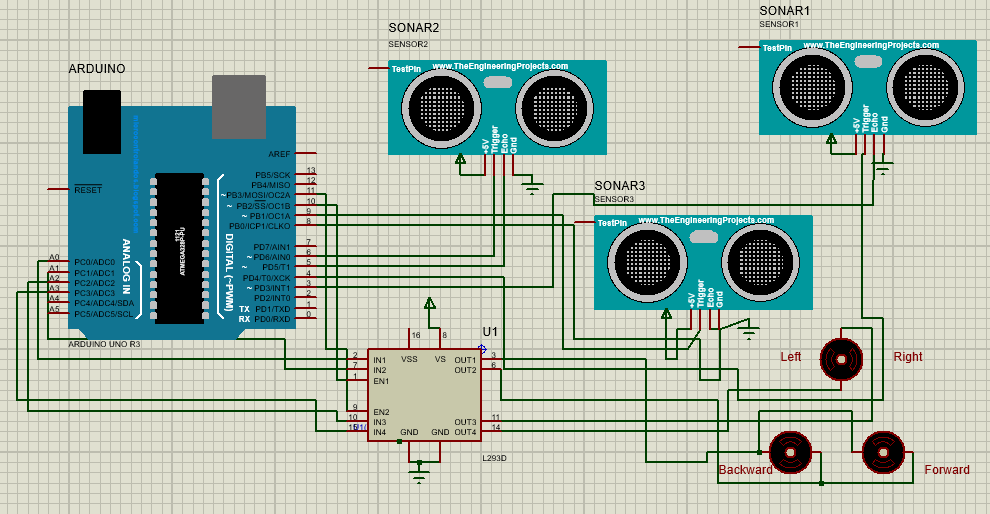 SONAR1
SENSOR1
www.TheEngineeringProjects.com
TestPin
+5V
Trigger
Echo
Gnd
SONAR2
SENSOR2
www.TheEngineeringProjects.com
TestPin
+5V
Trigger
Echo
Gnd
SONAR3
SENSOR3
www.TheEngineeringProjects.com
TestPin
+5V
Trigger
Echo
Gnd
ARDUINO
AREF
RESET
PB5/SCK 13
PB4/MISO 12
~PB3/MOSI/OC2A 11
~ PB2/SS/OC1B 10
~ PB1/OC1A 9
PB0/ICP1/CLKO 8
PD7/AIN1 7
~ PD6/AIN0 6
~ PD5/T1 5
PD4/T0/XCK 4
~ PD3/INT1 3
PD2/INT0 2
TX PD1/TXD 1
RX PD0/RXD 0
DIGITAL (~PWM)
ANALOG IN
ATMEGA328P-PU
1121
A0 PC0/ADC0
A1 PC1/ADC1
A2 PC2/ADC2
A3 PC3/ADC3
A4 PC4/ADC4/SDA
A5 PC5/ADC5/SCL
ARDUINO UNO R3
U1
16 8
VSS VS
2 IN1
7 IN2
1 EN1
9 EN2
10 IN3
15 IN4
OUT1 3
OUT2 6
OUT3 11
OUT4 14
GND GND
L293D
Left
Right
Backward
Forward